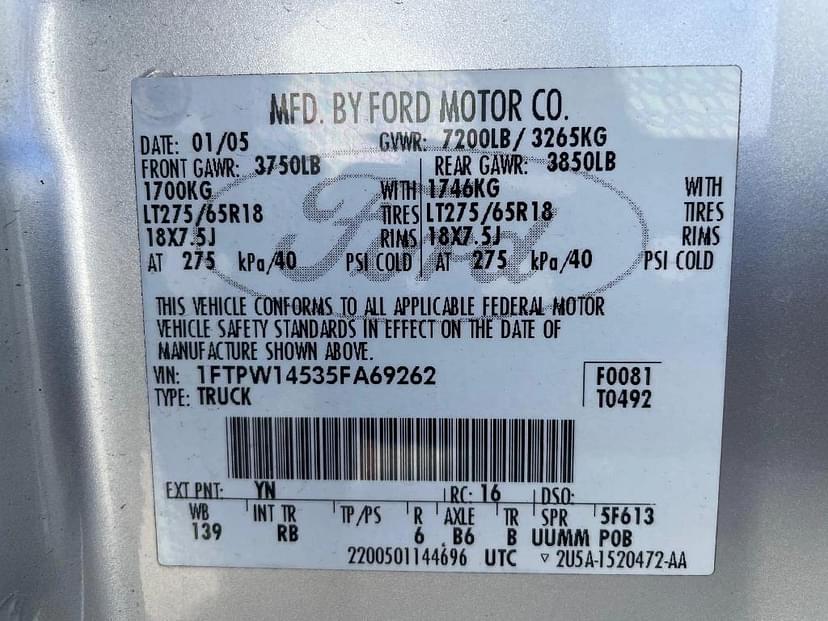 MFD. BY FORD MOTOR CO.
DATE: 01/05 GVWR: 7200LB/ 3265KG
FRONT GAWR: 3750LB REAR GAWR: 3850LB
1700KG WITH 1746KG WITH
LT275/65R18 TIRES LT275/65R18 TIRES
18X7.5J RIMS 18X7.5J RIMS
AT 275 kPa/40 PSI COLD AT 275 kPa/40 PSI COLD
Ford
THIS VEHICLE CONFORMS TO ALL APPLICABLE FEDERAL MOTOR
VEHICLE SAFETY STANDARDS IN EFFECT ON THE DATE OF
MANUFACTURE SHOWN ABOVE.
VIN: 1FTPW14535FA69262 F0081
TYPE: TRUCK T0492
EXT PNT: YN RC: 16 DSO:
WB INT TR TP/PS R AXLE TR SPR 5F613
139 RB 6 B6 B UUMM POB
2200501144696 UTC ▽ 2U5A-1520472-AA